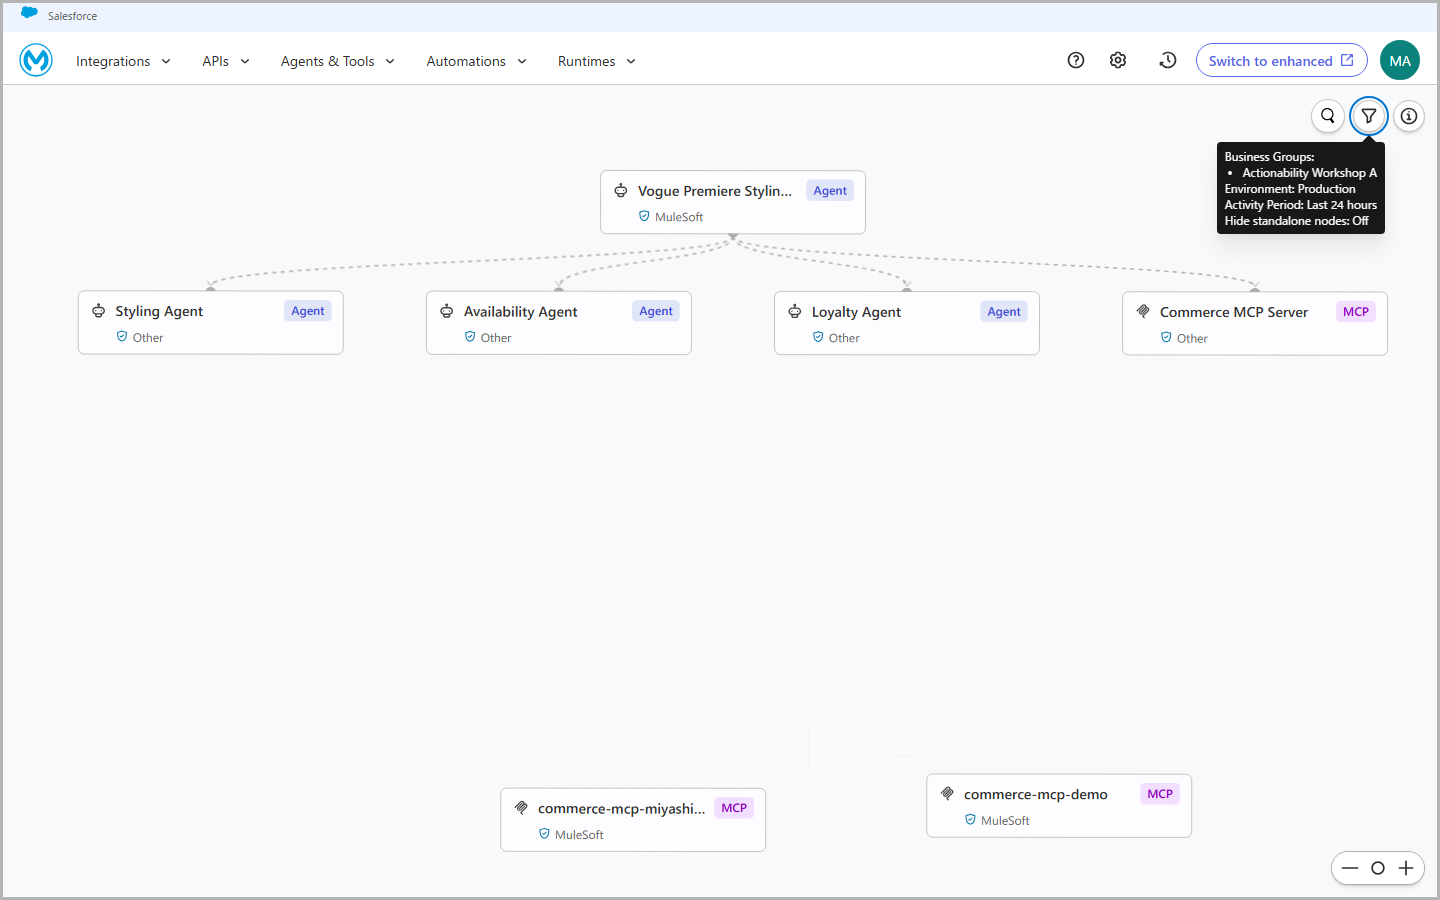 Salesforce
Integrations
APIs
Agents & Tools
Automations
Runtimes
Switch to enhanced
MA
Business Groups:
• Actionability Workshop A
Environment: Production
Activity Period: Last 24 hours
Hide standalone nodes: Off
Vogue Premiere Stylin...
Agent
MuleSoft
Styling Agent
Agent
Other
Availability Agent
Agent
Other
Loyalty Agent
Agent
Other
Commerce MCP Server
MCP
Other
commerce-mcp-miyashi...
MCP
MuleSoft
commerce-mcp-demo
MCP
MuleSoft